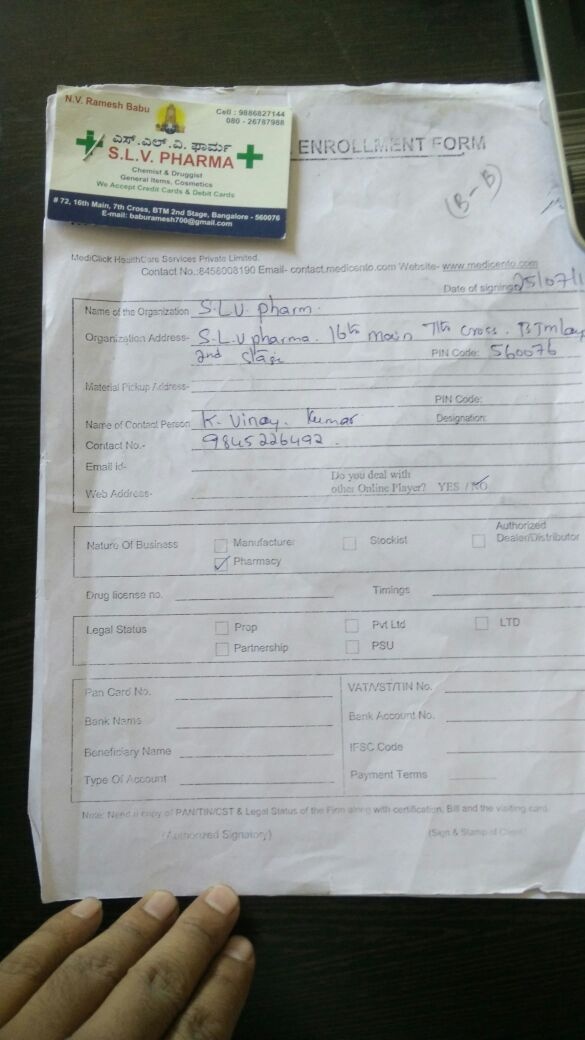 N.V. Ramesh Babu
Cell : 9886827144
080 - 26787988
ಎಸ್.ಎಲ್.ವಿ. ಫಾರ್ಮ
S.L.V. PHARMA
Chemist & Druggist
General Items, Cosmetics
We Accept Credit Cards & Debit Cards
# 72, 16th Main, 7th Cross, BTM 2nd Stage, Bangalore - 560076
E-mail: baburamesh700@gmail.com
ENROLLMENT FORM
(B-B)
MediClick HealthCare Services Private Limited.
Contact No.:8458008190 Email- contact.medicento.com Website- www.medicento.com
Date of signing 25/07/1
Name of the Organization S.L.V. pharm.
Organization Address- S.L.V pharma. 16th main 7th cross. BTM lay
2nd stage PIN Code: 560076
Material Pickup Address-
PIN Code:
Name of Contact Person K. Vinay. Kumar Designation:
Contact No.- 9845226492.
Email Id-
Do you deal with
Web Address- other Online Player? YES / NO
Nature Of Business Manufacturer Stockist Authorized Dealer/Distributor
Pharmacy
Drug license no. Timings
Legal Status Prop Pvt Ltd LTD
Partnership PSU
Pan Card No. VAT/VST/TIN No.
Bank Name Bank Account No.
Beneficiary Name IFSC Code
Type Of Account Payment Terms
Note: Need a copy of PAN/TIN/CST & Legal Status of the Firm along with certification, Bill and the visiting card.
(Authorized Signatory) (Sign & Stamp of Client)